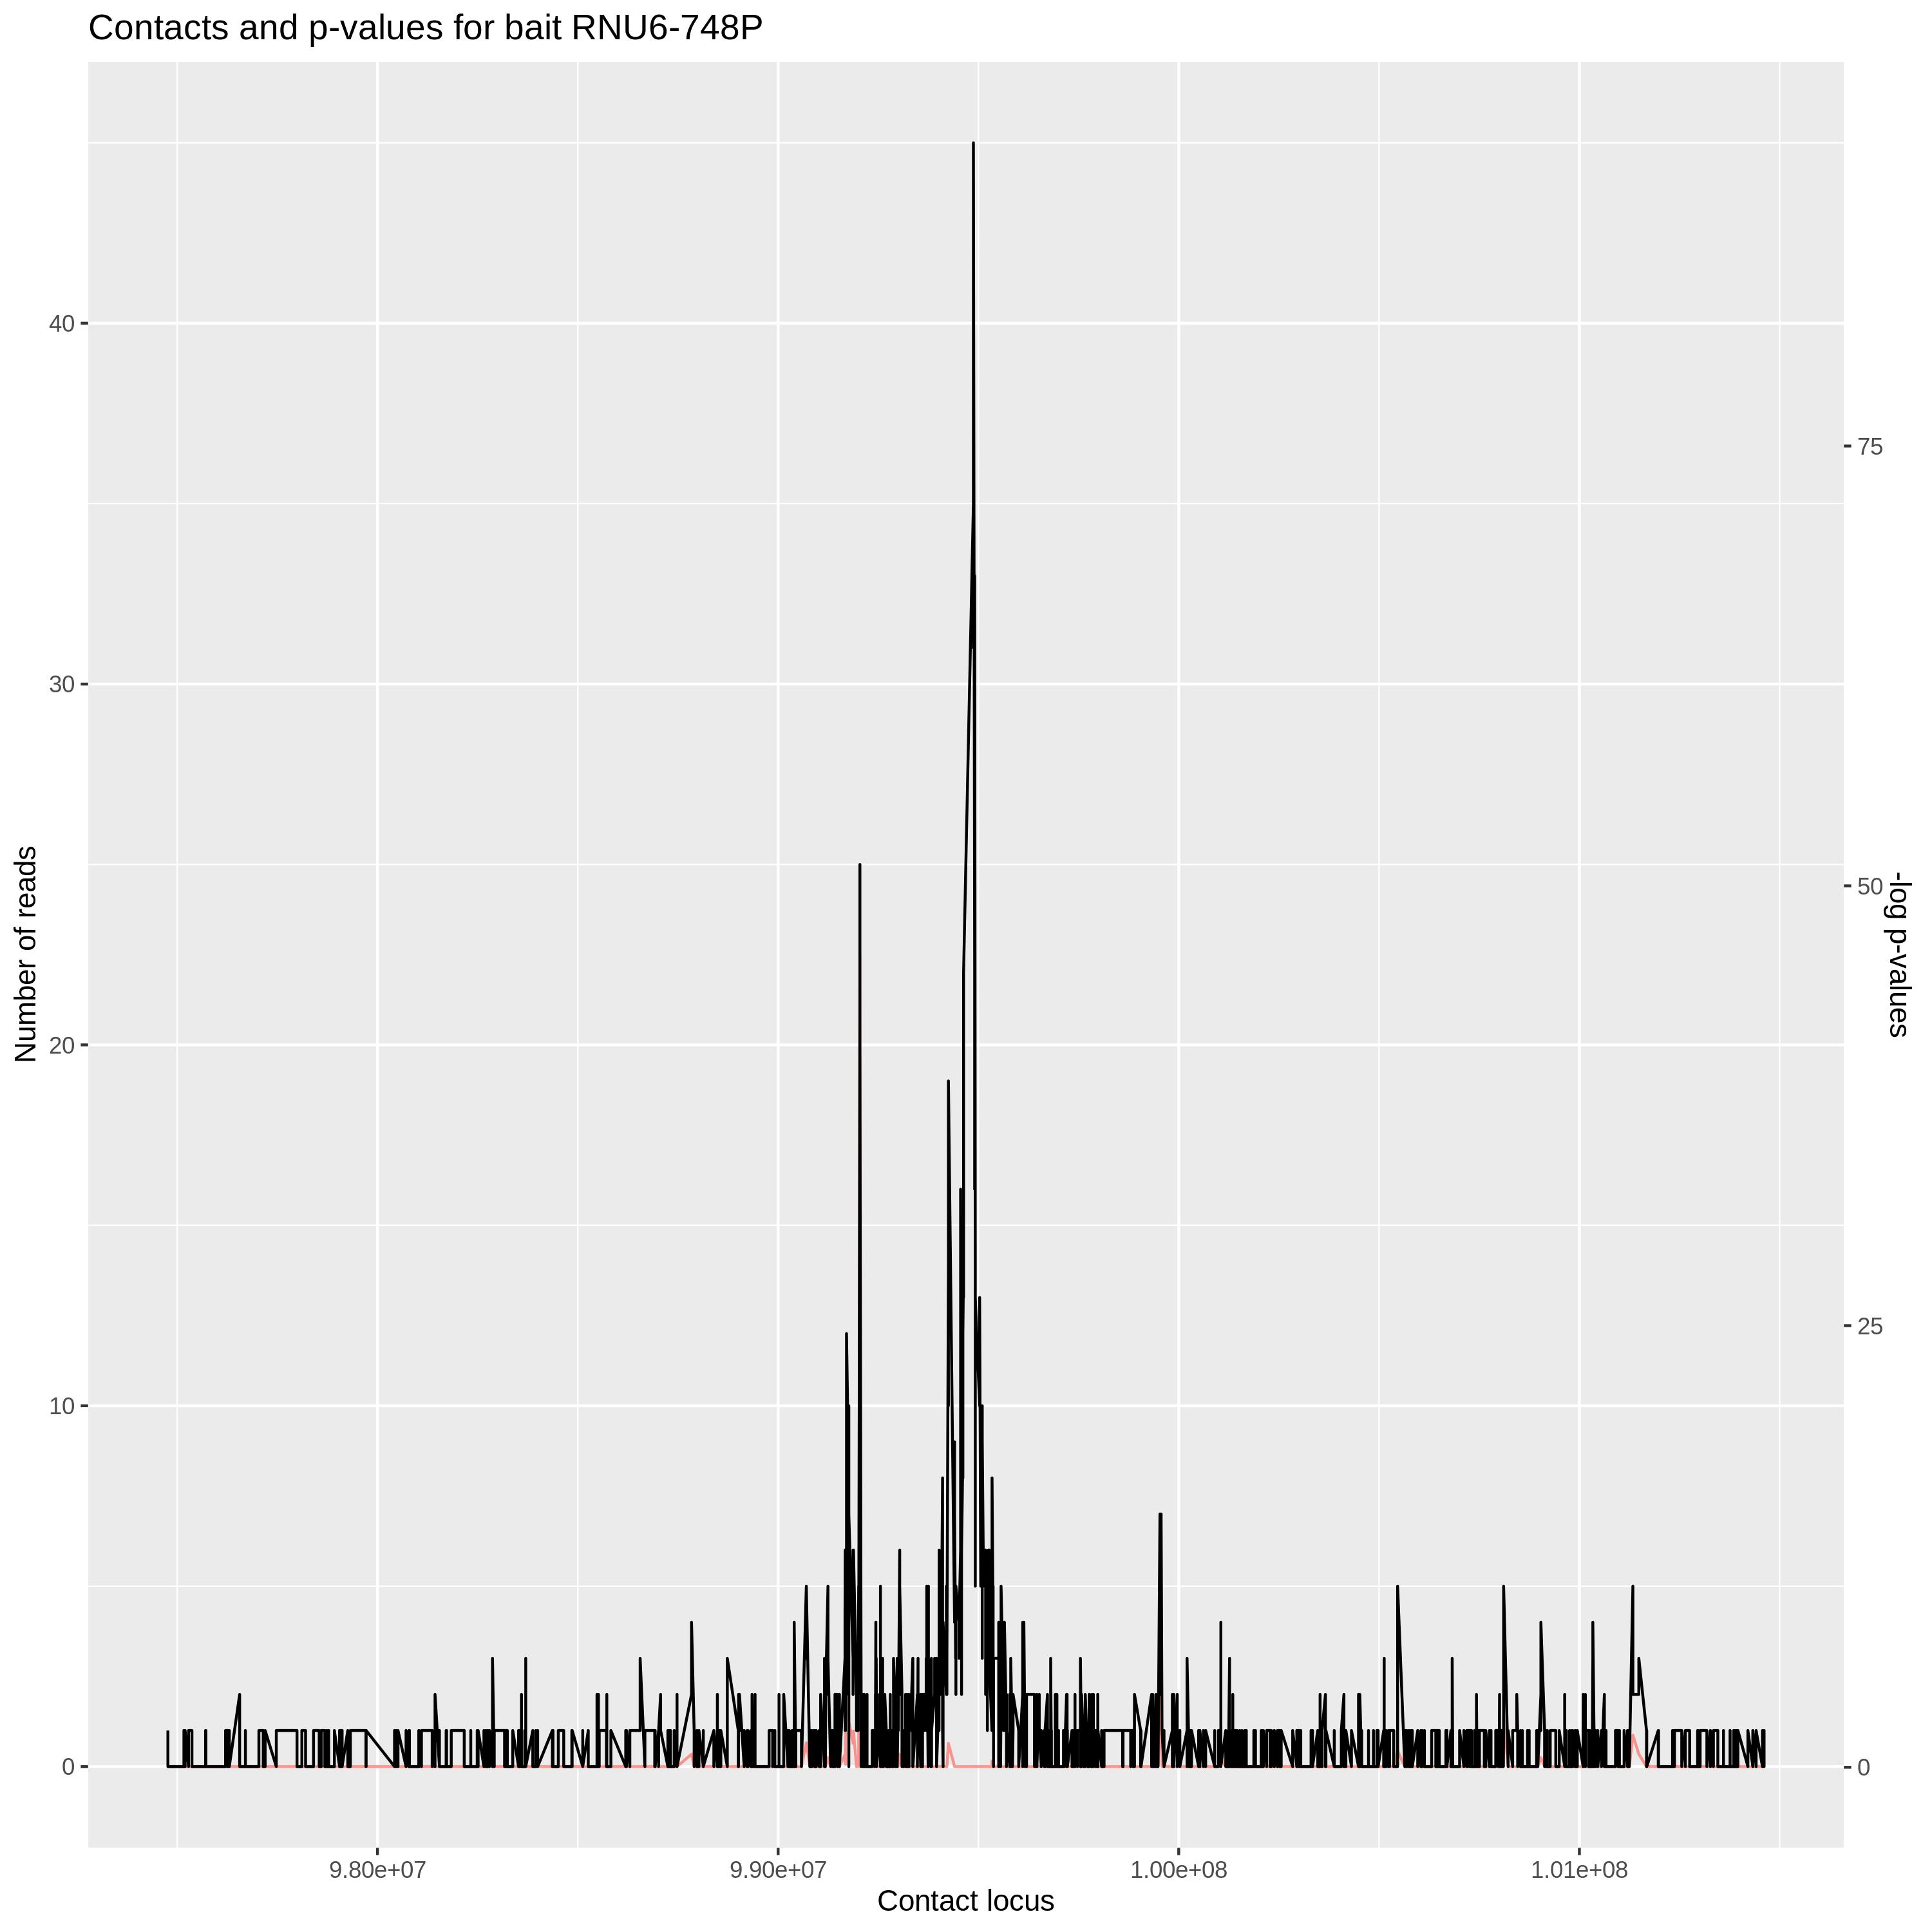 Contacts and p-values for bait RNU6-748P
Number of reads
40
30
20
10
0
75
50
25
0
-log p-values
9.80e+07
9.90e+07
1.00e+08
1.01e+08
Contact locus